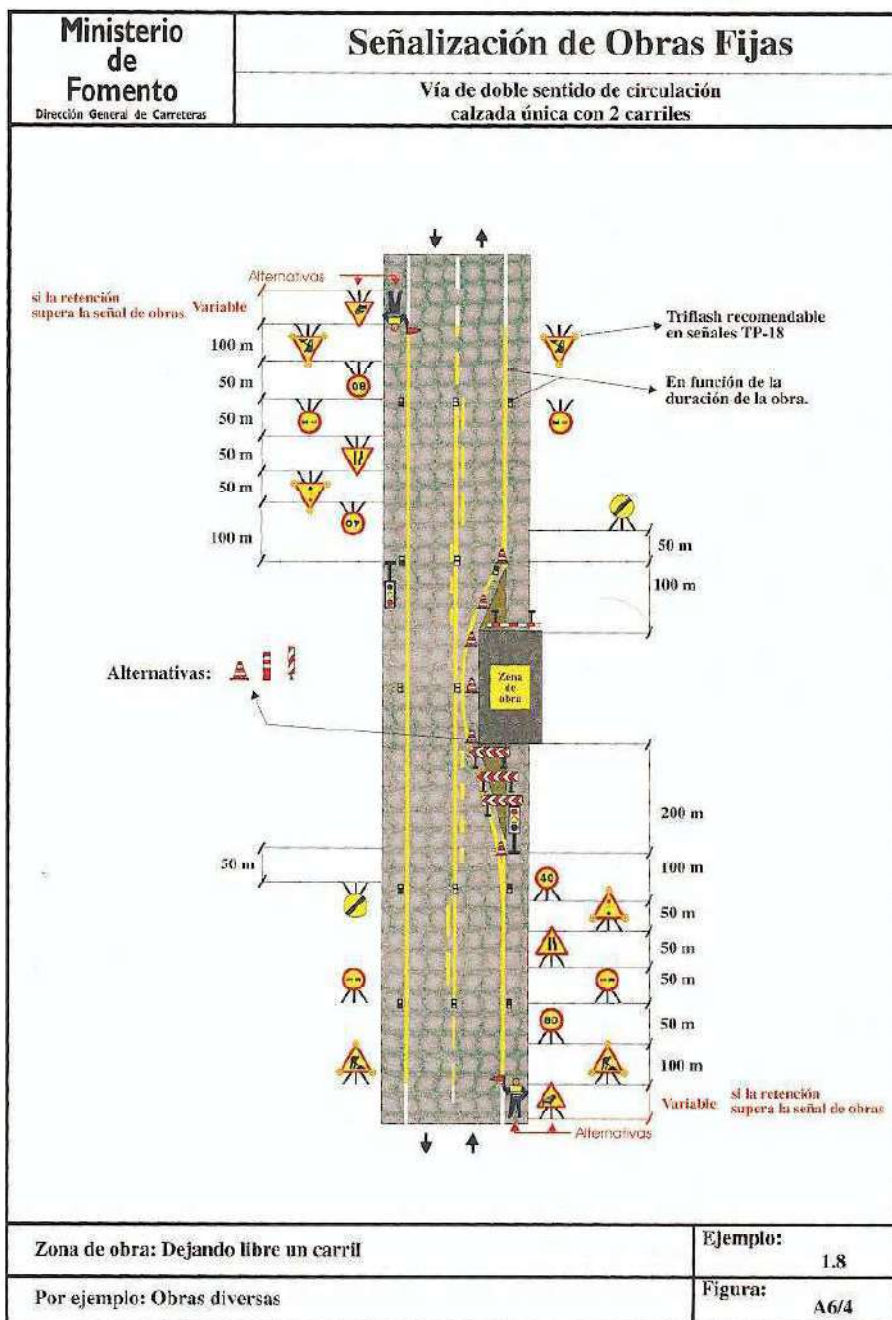 Ministerio
de
Fomento
Dirección General de Carreteras
Señalización de Obras Fijas
Vía de doble sentido de circulación
calzada única con 2 carriles
Alternativas
si la retención
supera la señal de obras
Variable
100 m
50 m
50 m
50 m
50 m
100 m
80
40
Triflash recomendable
en señales TP-18
En función de la
duración de la obra.
50 m
100 m
Alternativas:
Zona
de
obra
200 m
50 m
100 m
50 m
50 m
50 m
50 m
100 m
40
80
Variable
si la retención
supera la señal de obras
Alternativas
Zona de obra: Dejando libre un carril
Ejemplo:
1.8
Por ejemplo: Obras diversas
Figura:
A6/4